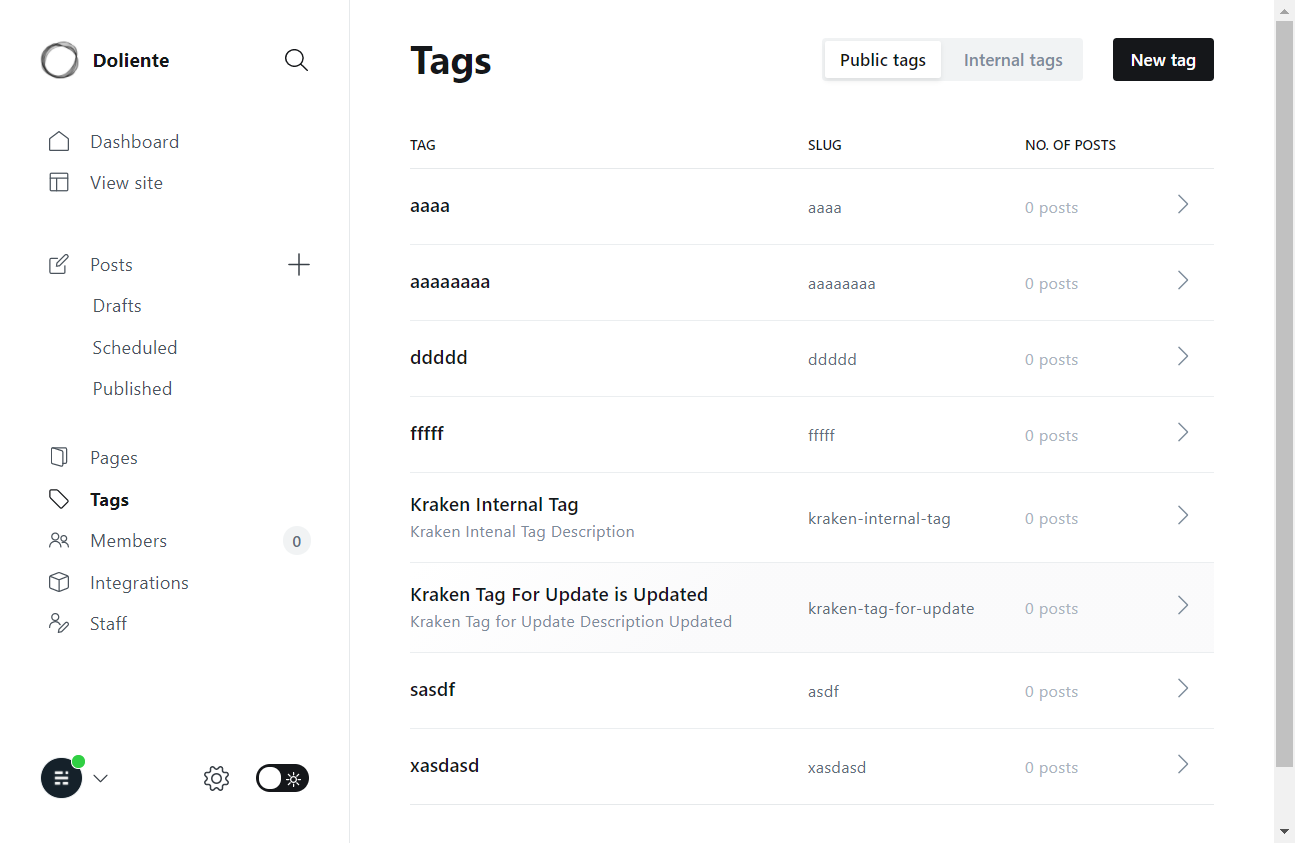 Doliente
Dashboard
View site
Posts
Drafts
Scheduled
Published
Pages
Tags
Members 0
Integrations
Staff
Tags
Public tags Internal tags New tag
TAG SLUG NO. OF POSTS
aaaa aaaa 0 posts
aaaaaaaa aaaaaaaa 0 posts
ddddd ddddd 0 posts
fffff fffff 0 posts
Kraken Internal Tag
Kraken Intenal Tag Description kraken-internal-tag 0 posts
Kraken Tag For Update is Updated
Kraken Tag for Update Description Updated kraken-tag-for-update 0 posts
sasdf asdf 0 posts
xasdasd xasdasd 0 posts